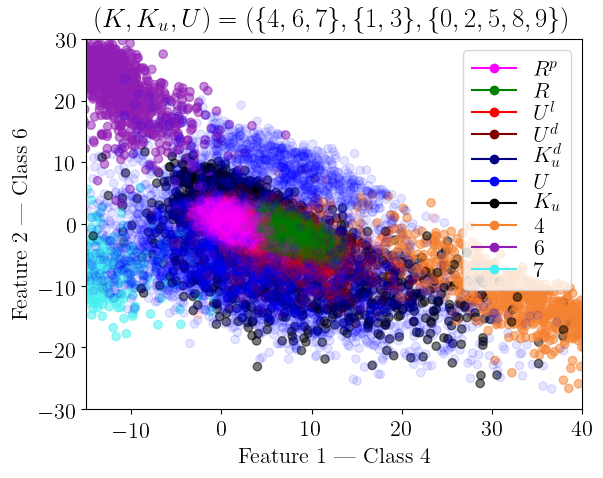 (K, K_u, U) = ({4, 6, 7}, {1, 3}, {0, 2, 5, 8, 9})
30
20
10
0
−10
−20
−30
Feature 2 — Class 6
R^p
R
U^l
U^d
K_u^d
U
K_u
4
6
7
−10
0
10
20
30
40
Feature 1 — Class 4